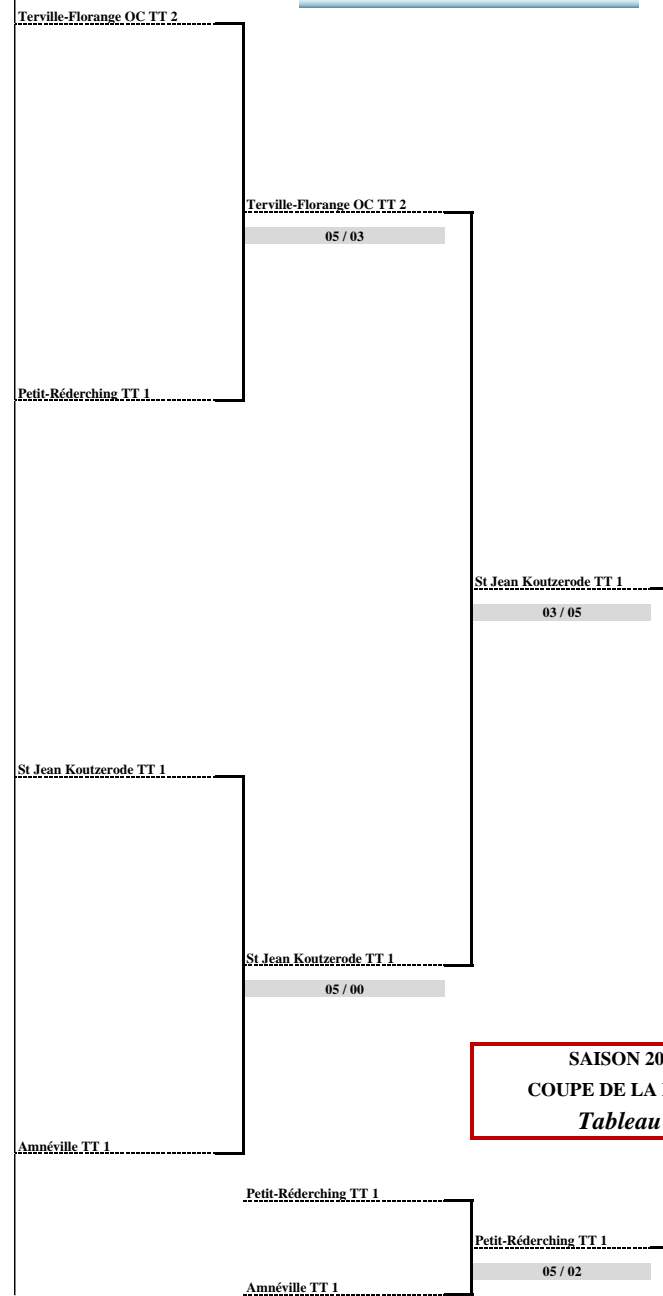 Terville-Florange OC TT 2
Terville-Florange OC TT 2
05 / 03
Petit-Réderching TT 1
St Jean Koutzerode TT 1
03 / 05
St Jean Koutzerode TT 1
St Jean Koutzerode TT 1
05 / 00
SAISON 20
COUPE DE LA
Tableau
Amnéville TT 1
Petit-Réderching TT 1
Petit-Réderching TT 1
05 / 02
Amnéville TT 1